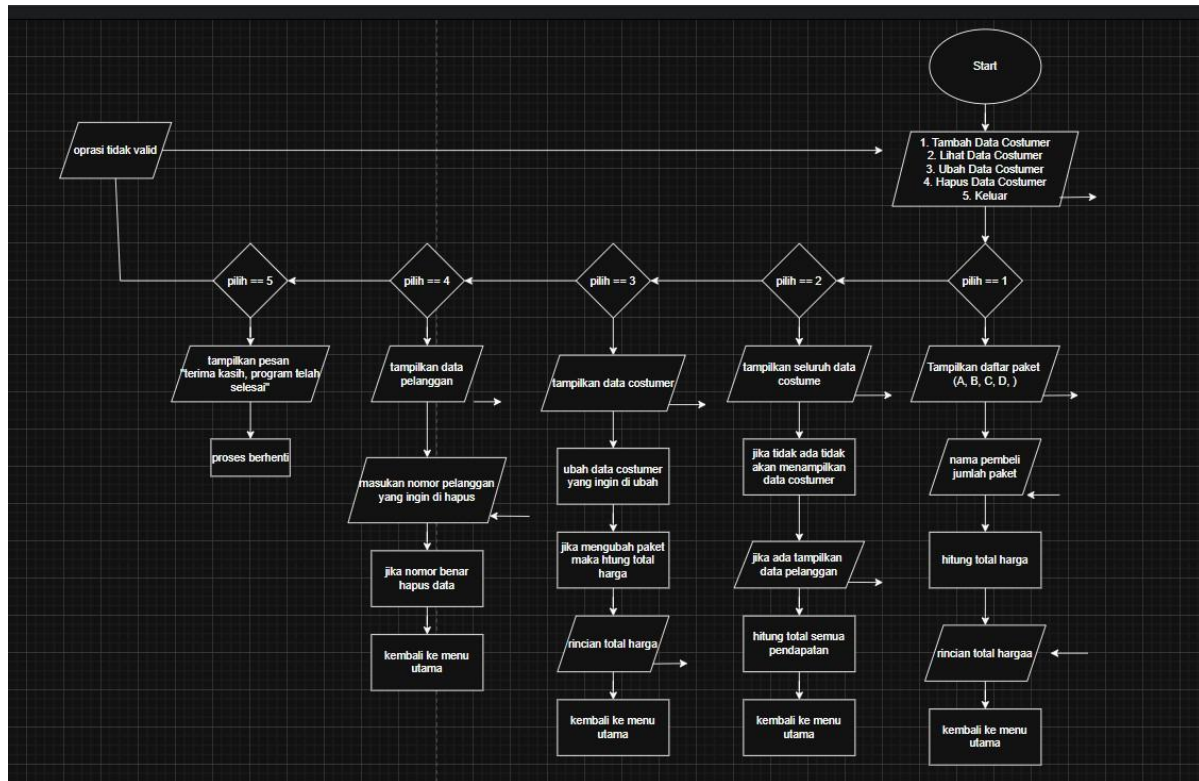 Start
oprasi tidak valid
1. Tambah Data Costumer
2. Lihat Data Costumer
3. Ubah Data Costumer
4. Hapus Data Costumer
5. Keluar
pilih == 5
pilih == 4
pilih == 3
pilih == 2
pilih == 1
tampilkan pesan
"terima kasih, program telah
selesai"
proses berhenti
tampilkan data
pelanggan
masukan nomor pelanggan
yang ingin di hapus
jika nomor benar
hapus data
kembali ke menu
utama
tampilkan data costumer
ubah data costumer
yang ingin di ubah
jika mengubah paket
maka htung total
harga
rincian total harga
kembali ke menu
utama
tampilkan seluruh data
costume
jika tidak ada tidak
akan menampilkan
data costumer
jika ada tampilkan
data pelanggan
hitung total semua
pendapatan
kembali ke menu
utama
Tampilkan daftar paket
(A, B, C, D, )
nama pembeli
jumlah paket
hitung total harga
rincian total hargaa
kembali ke menu
utama